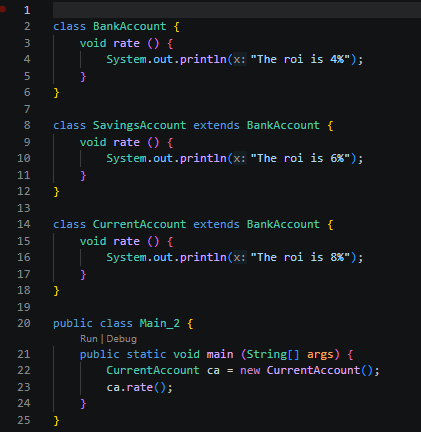 1
2 class BankAccount {
3 void rate () {
4 System.out.println(x: "The roi is 4%");
5 }
6 }
7
8 class SavingsAccount extends BankAccount {
9 void rate () {
10 System.out.println(x: "The roi is 6%");
11 }
12 }
13
14 class CurrentAccount extends BankAccount {
15 void rate () {
16 System.out.println(x: "The roi is 8%");
17 }
18 }
19
20 public class Main_2 {
Run | Debug
21 public static void main (String[] args) {
22 CurrentAccount ca = new CurrentAccount();
23 ca.rate();
24 }
25 }